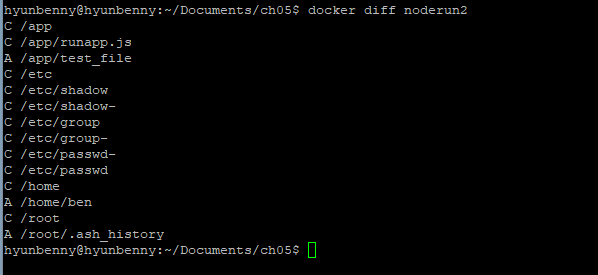 hyunbenny@hyunbenny:~/Documents/ch05$ docker diff noderun2
C /app
C /app/runapp.js
A /app/test_file
C /etc
C /etc/shadow
C /etc/shadow-
C /etc/group
C /etc/group-
C /etc/passwd-
C /etc/passwd
C /home
A /home/ben
C /root
A /root/.ash_history
hyunbenny@hyunbenny:~/Documents/ch05$